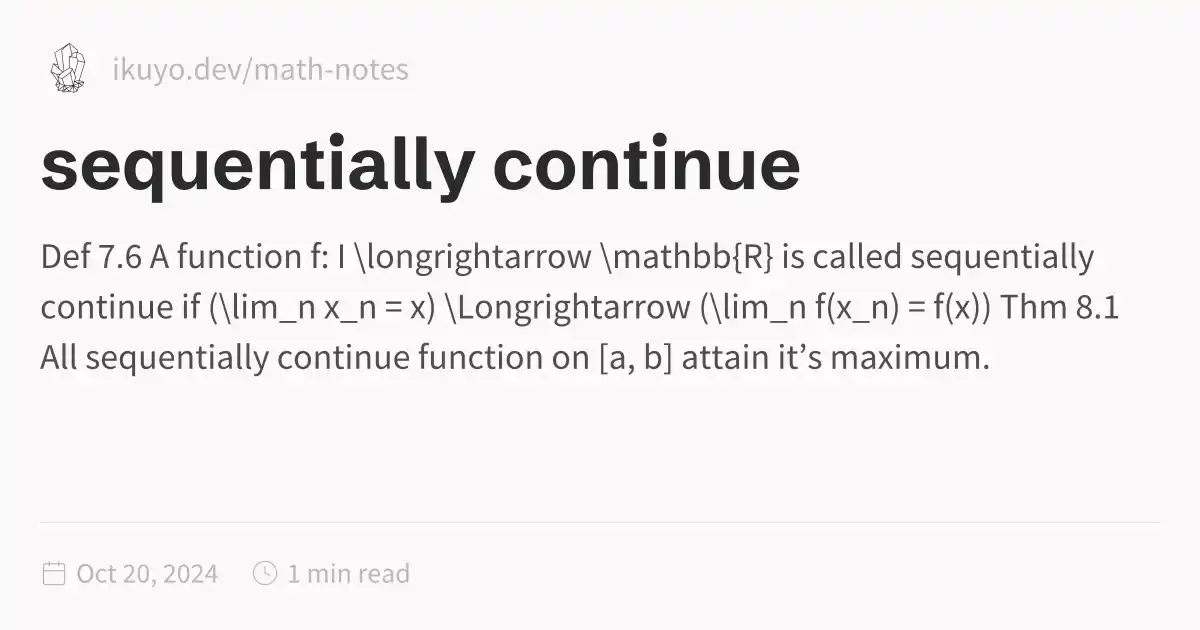 ikuyo.dev/math-notes
sequentially continue
Def 7.6 A function f: I \longrightarrow \mathbb{R} is called sequentially
continue if (\lim_n x_n = x) \Longrightarrow (\lim_n f(x_n) = f(x)) Thm 8.1
All sequentially continue function on [a, b] attain it’s maximum.
Oct 20, 2024 1 min read